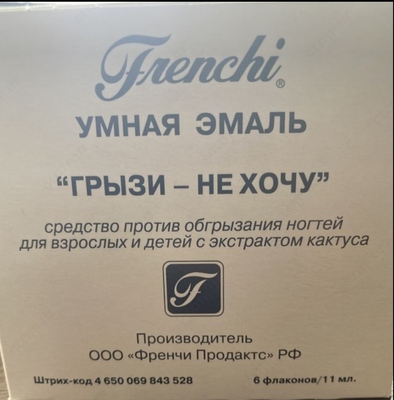 Frenchi®
УМНАЯ ЭМАЛЬ
"ГРЫЗИ – НЕ ХОЧУ"
средство против обгрызания ногтей
для взрослых и детей с экстрактом кактуса
F
Производитель
ООО «Френчи Продактс» РФ
Штрих-код 4 650 069 843 528 6 флаконов/11 мл.